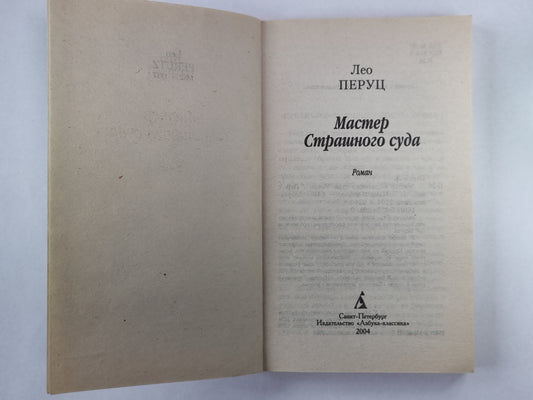 Лео
ПЕРУЦ
Мастер
Страшного суда
Роман
Санкт-Петербург
Издательство «Азбука-классика»
2004